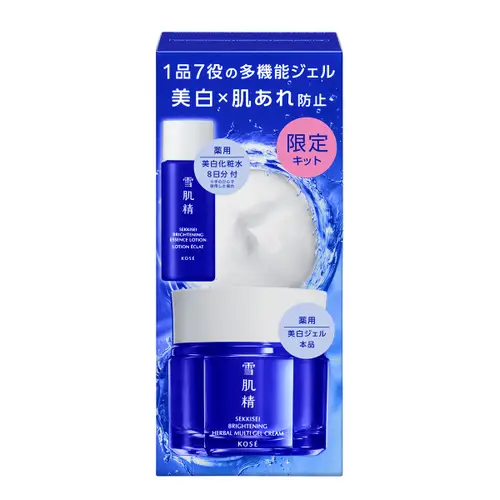 1品7役の多機能ジェル
美白×肌あれ防止
限定
キット
薬用
美白化粧水
8日分 付
雪
肌
精
SEKKISEI
BRIGHTENING
ESSENCE LOTION
LOTION ÉCLAT
KOSÉ
薬用
美白ジェル
本品
雪
肌
精
SEKKISEI
BRIGHTENING
HERBAL MULTI GEL CREAM
KOSÉ